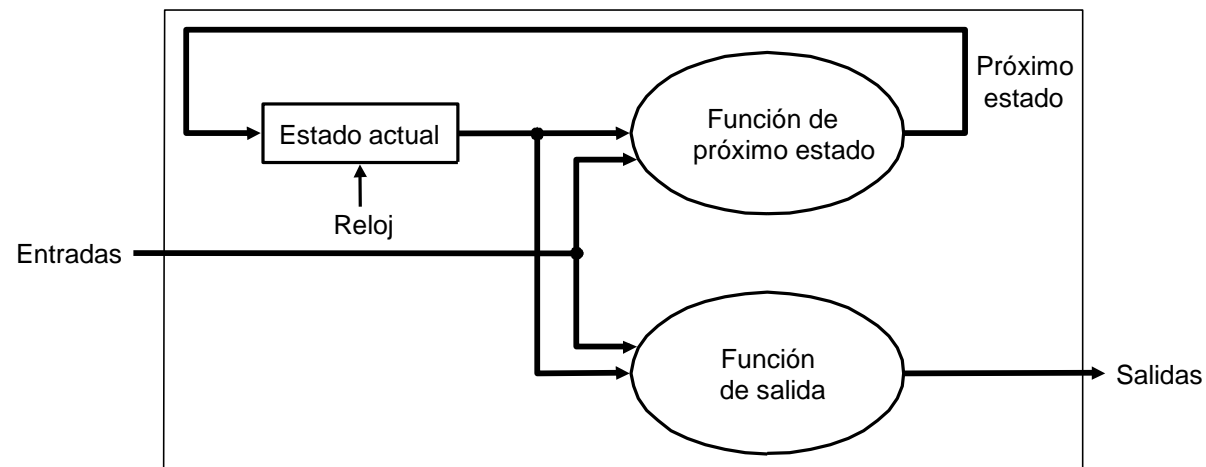 Próximo
estado
Función de
próximo estado
Estado actual
Reloj
Entradas
Función
de salida
Salidas